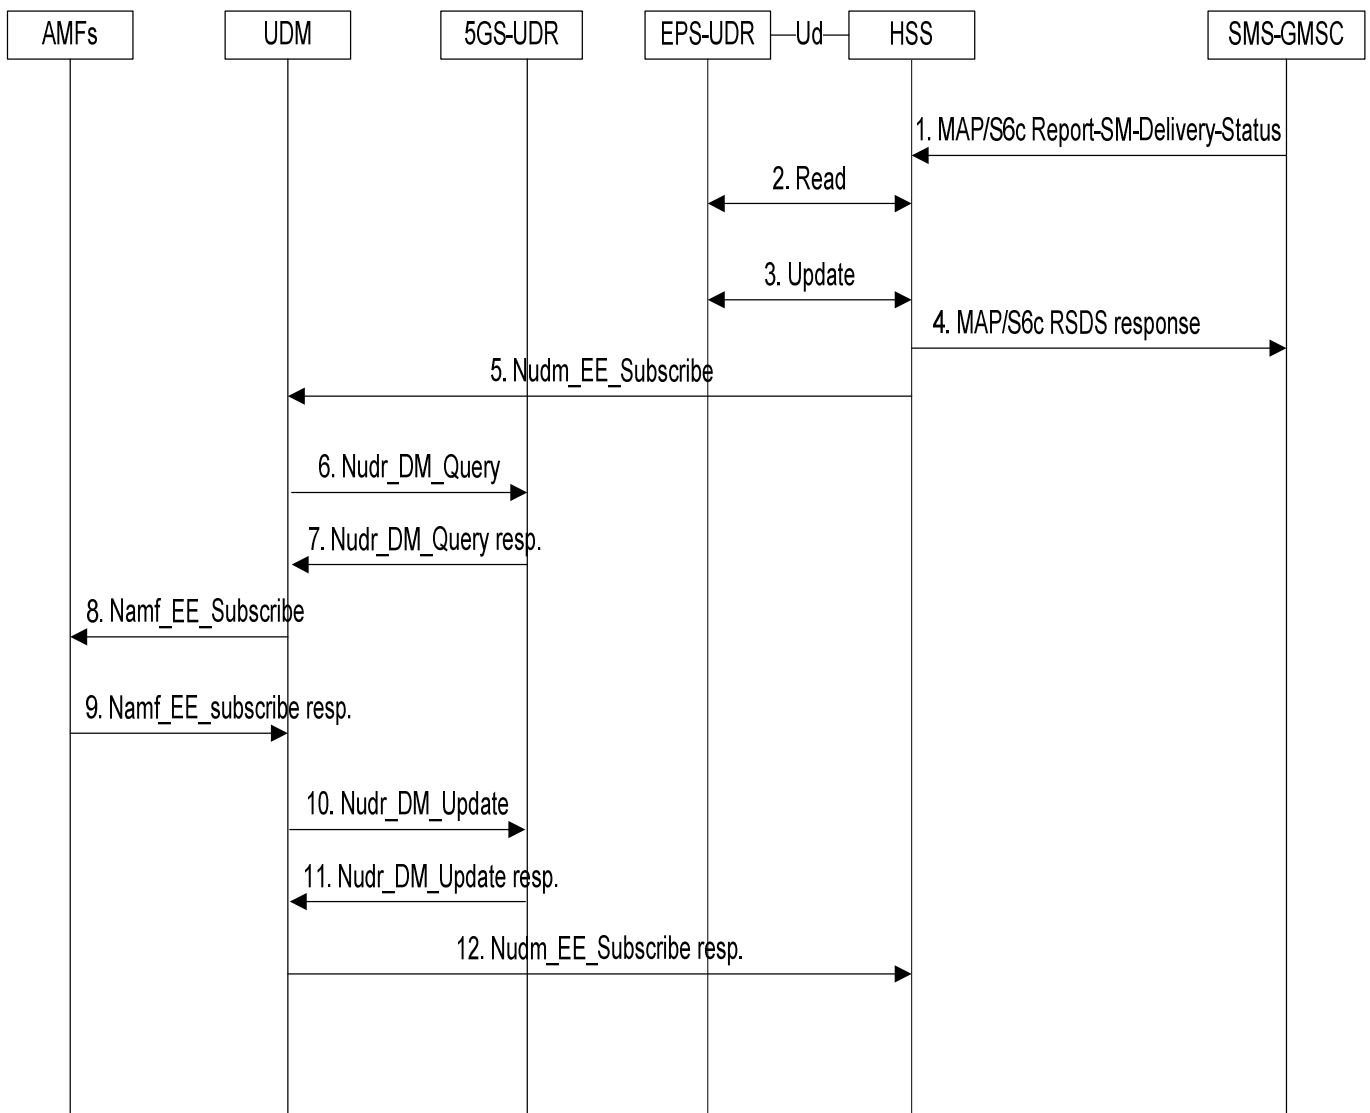 AMFs
UDM
5GS-UDR
EPS-UDR
Ud
HSS
SMS-GMSC
1. MAP/S6c Report-SM-Delivery-Status
2. Read
3. Update
4. MAP/S6c RSDS response
5. Nudm_EE_Subscribe
6. Nudr_DM_Query
7. Nudr_DM_Query resp.
8. Namf_EE_Subscribe
9. Namf_EE_subscribe resp.
10. Nudr_DM_Update
11. Nudr_DM_Update resp.
12. Nudm_EE_Subscribe resp.